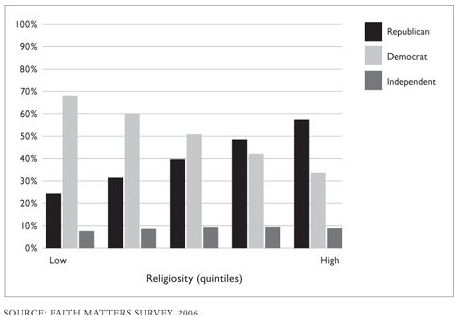 100%
90%
80%
70%
60%
50%
40%
30%
20%
10%
0%
Republican
Democrat
Independent
Low
High
Religiosity (quintiles)
SOURCE: FAITH MATTERS SURVEY, 2006